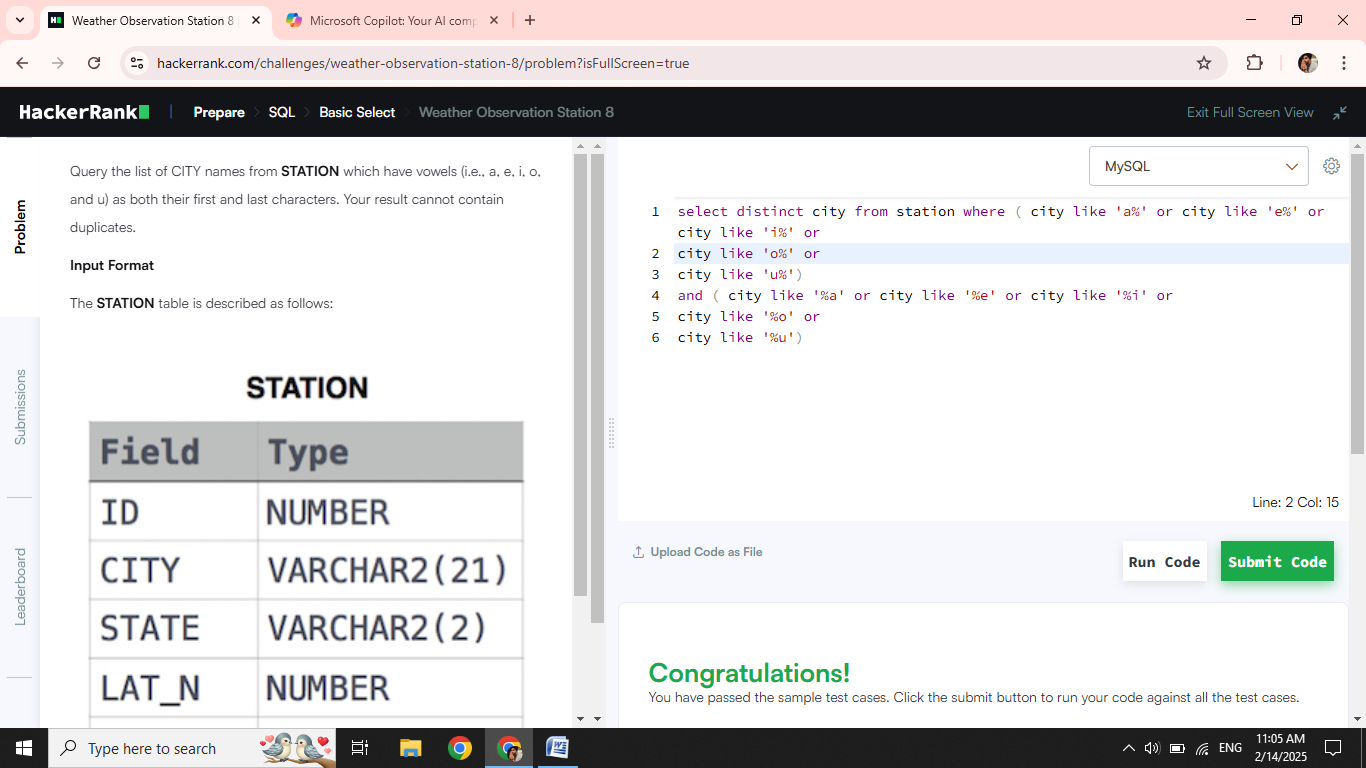 Weather Observation Station 8
Microsoft Copilot: Your AI comp
hackerrank.com/challenges/weather-observation-station-8/problem?isFullScreen=true
HackerRank
Prepare
SQL
Basic Select
Weather Observation Station 8
Exit Full Screen View
Problem
Submissions
Leaderboard
Query the list of CITY names from STATION which have vowels (i.e., a, e, i, o,
and u) as both their first and last characters. Your result cannot contain
duplicates.
Input Format
The STATION table is described as follows:
STATION
Field Type
ID NUMBER
CITY VARCHAR2(21)
STATE VARCHAR2(2)
LAT_N NUMBER
MySQL
1 select distinct city from station where ( city like 'a%' or city like 'e%' or
city like 'i%' or
2 city like 'o%' or
3 city like 'u%')
4 and ( city like '%a' or city like '%e' or city like '%i' or
5 city like '%o' or
6 city like '%u')
Line: 2 Col: 15
Upload Code as File
Run Code
Submit Code
Congratulations!
You have passed the sample test cases. Click the submit button to run your code against all the test cases.
Type here to search
ENG
11:05 AM
2/14/2025